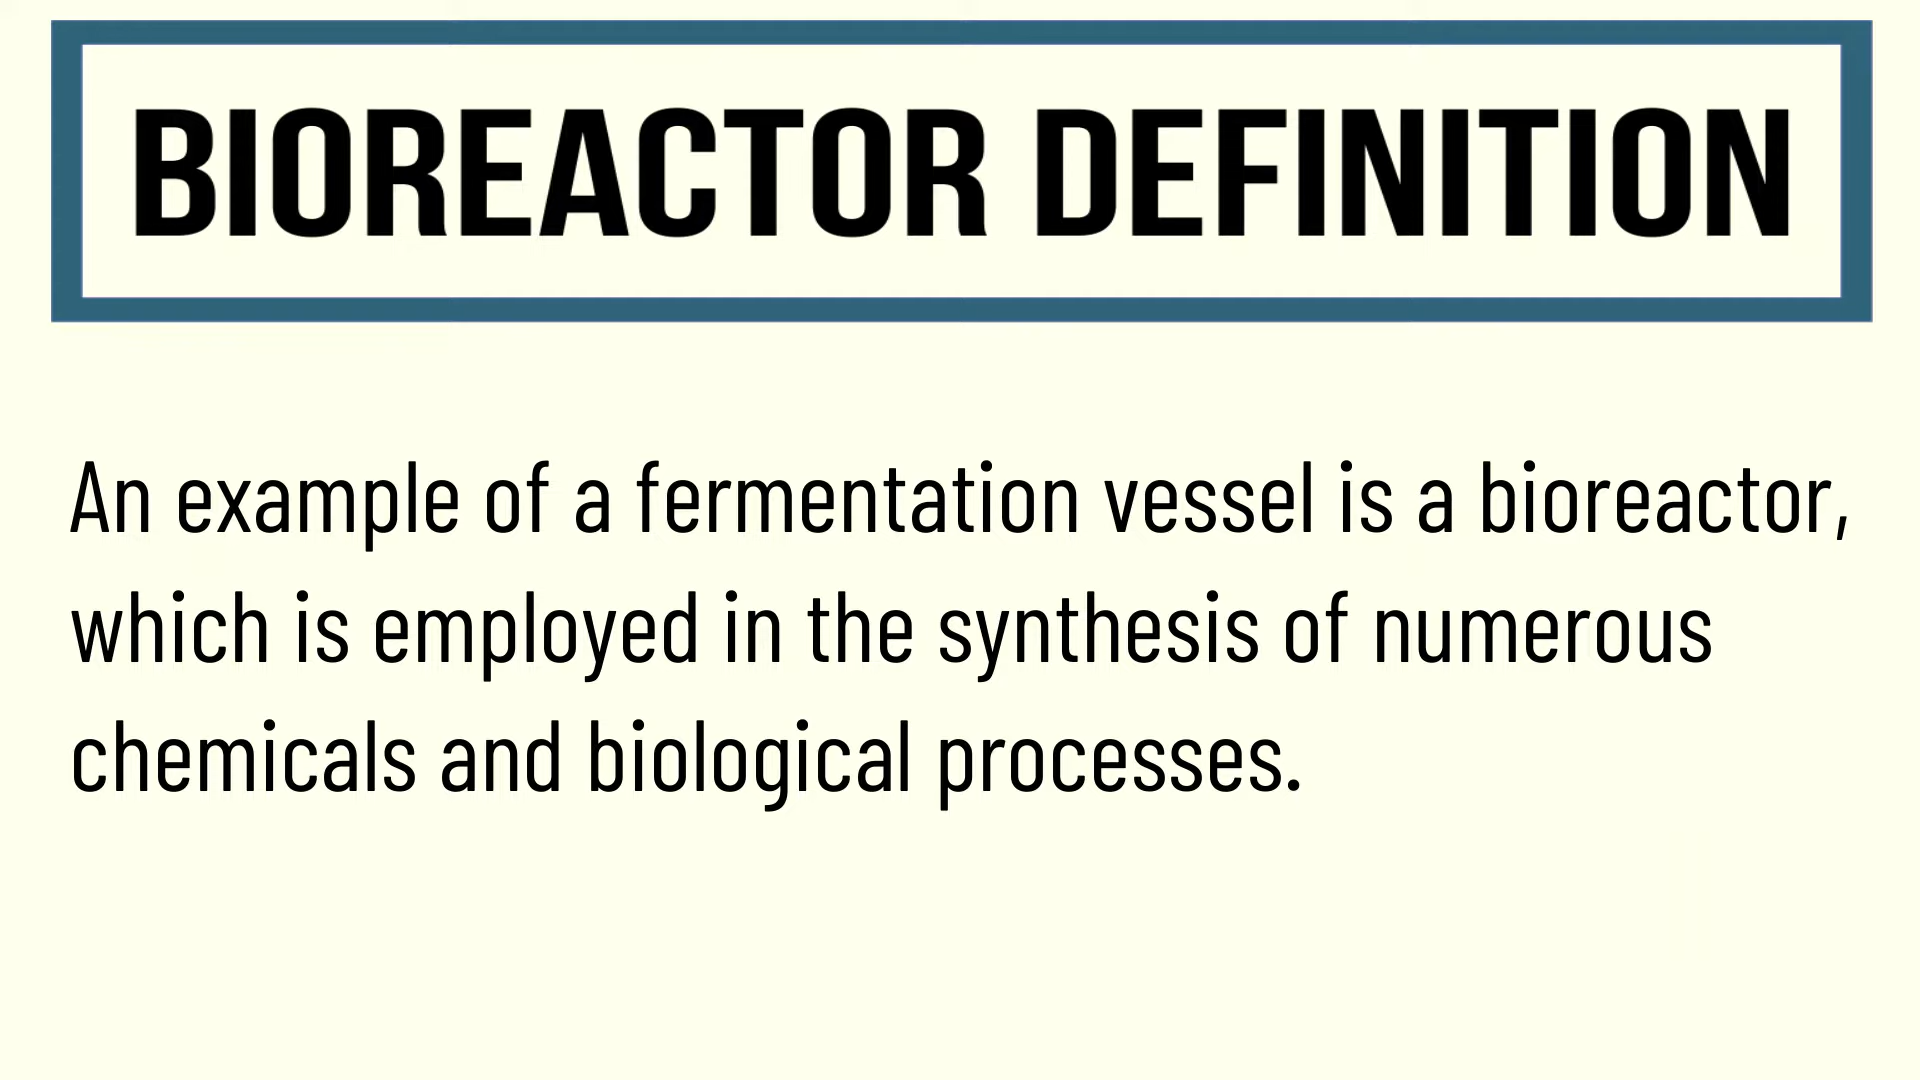 BIOREACTOR DEFINITION
An example of a fermentation vessel is a bioreactor,
which is employed in the synthesis of numerous
chemicals and biological processes.